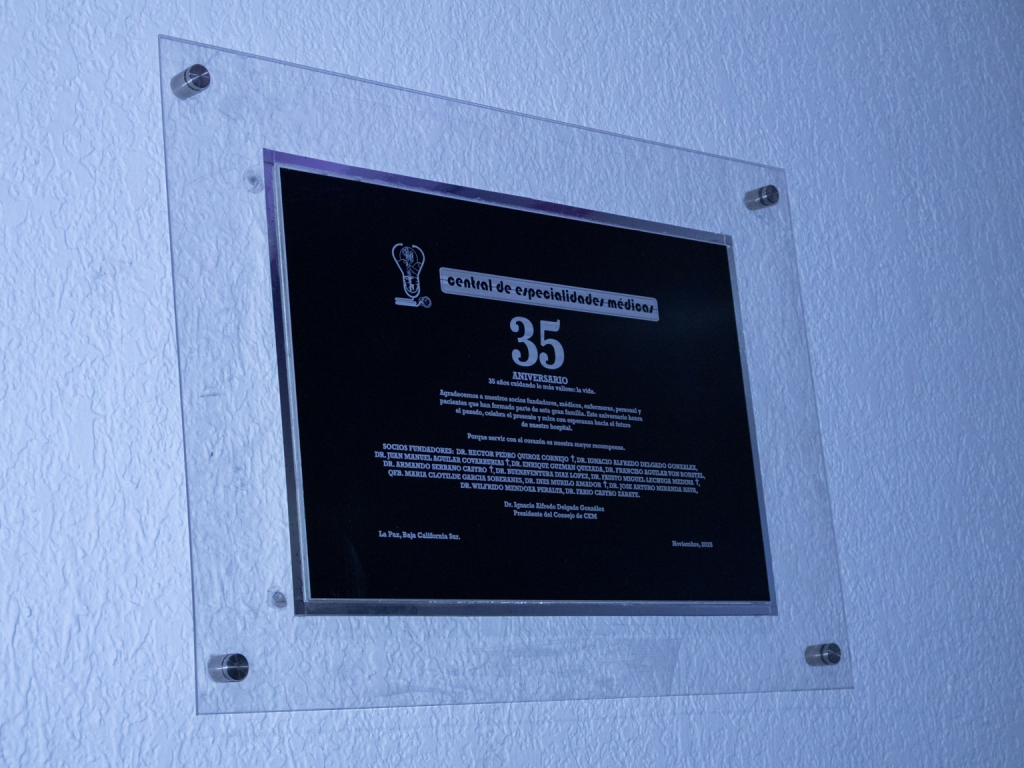 central de especialidades médicas
35
ANIVERSARIO
35 años cuidando lo más valioso: la vida.
Agradecemos a nuestros socios fundadores, médicos, enfermeras, personal y
pacientes que han formado parte de esta gran familia. Este aniversario honra
el pasado, celebra el presente y mira con esperanza hacia el futuro
de nuestro hospital.
Porque servir con el corazón es nuestra mayor recompensa.
SOCIOS FUNDADORES: DR. HECTOR PEDRO QUIROZ CORNEJO †, DR. IGNACIO ALFREDO DELGADO GONZALEZ,
DR. JUAN MANUEL AGUILAR COVARRUBIAS †, DR. ENRIQUE GUZMAN QUEZADA, DR. FRANCISO AGUILAR VON BORSTEL,
DR. ARMANDO SERRANO CASTRO †, DR. BUENAVENTURA DIAZ LOPEZ, DR. FAUSTO MIGUEL LECHUGA MEDINE †,
QFB. MARIA CLOTILDE GARCIA SOBERANES, DR. INES MURILO AMADOR †, DR. JOSE ARTURO MIRANDA
DR. WILFRIDO MENDOZA PERALTA, DR. FABIO CASTRO ZARATE.
Dr. Ignacio Alfredo Delgado González
Presidente del Consejo de CEM
La Paz, Baja California Sur.
Noviembre, 2025